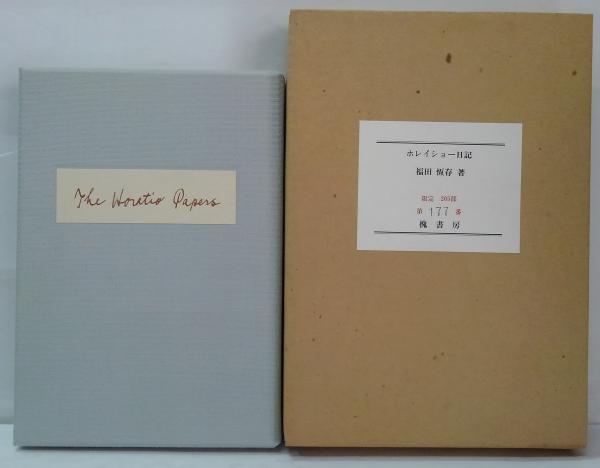 The Horatio Papers
ホレイショー日記
福田 恆存 著
限定 205部
第 177 番
槐書房